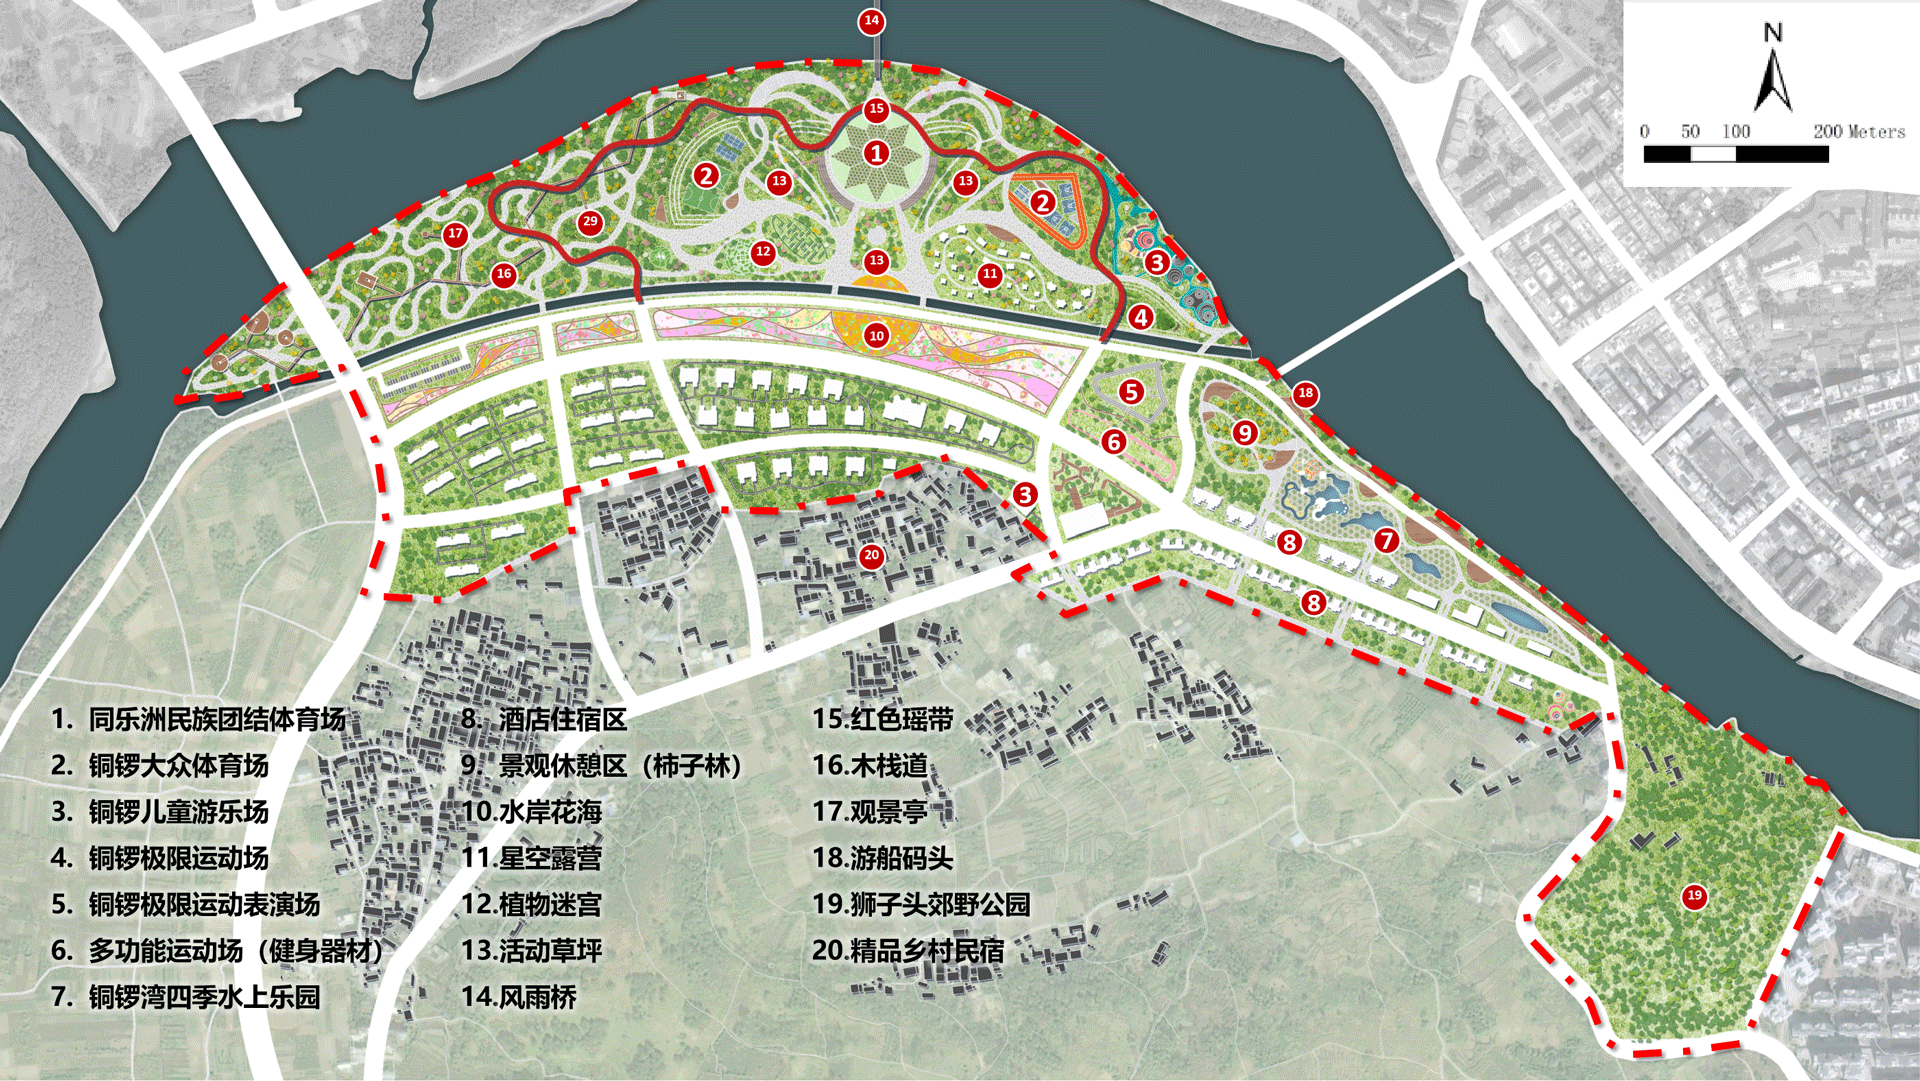 14
N
0 50 100 200 Meters
15
1
2
13
13
2
17
29
12
13
16
11
3
4
10
5
18
6
9
3
20
8
7
8
19
1. 同乐洲民族团结体育场
2. 铜锣大众体育场
3. 铜锣儿童游乐场
4. 铜锣极限运动场
5. 铜锣极限运动表演场
6. 多功能运动场（健身器材）
7. 铜锣湾四季水上乐园
8. 酒店住宿区
9. 景观休憩区（柿子林）
10.水岸花海
11.星空露营
12.植物迷宫
13.活动草坪
14.风雨桥
15.红色瑶带
16.木栈道
17.观景亭
18.游船码头
19.狮子头郊野公园
20.精品乡村民宿